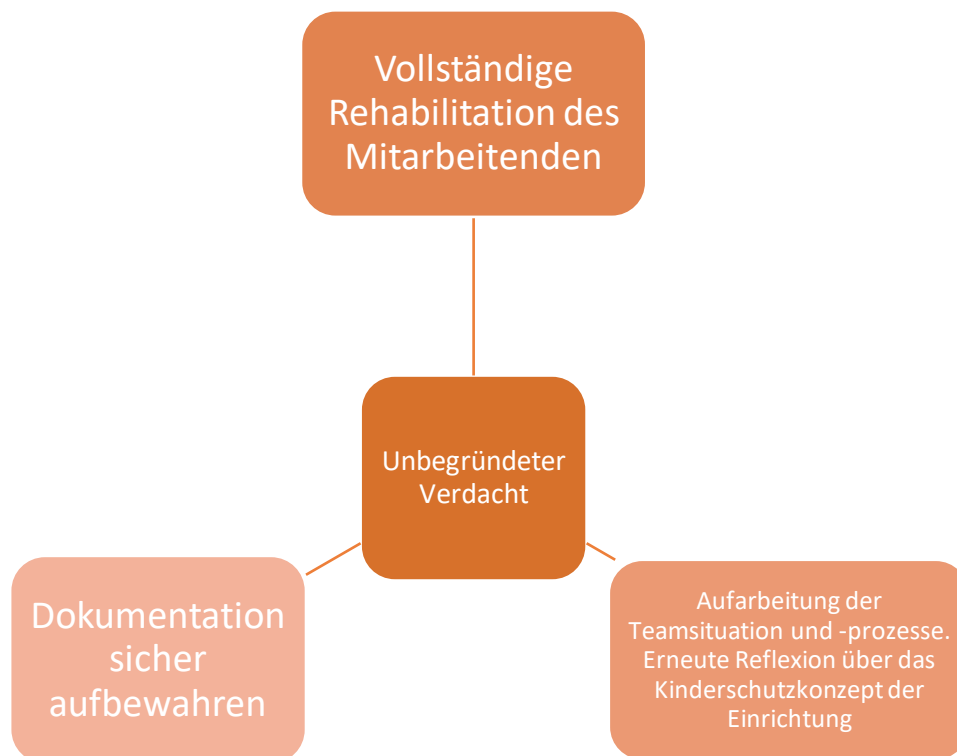 Vollständige
Rehabilitation des
Mitarbeitenden
Unbegründeter
Verdacht
Dokumentation
sicher
aufbewahren
Aufarbeitung der
Teamsituation und -prozesse.
Erneute Reflexion über das
Kinderschutzkonzept der
Einrichtung